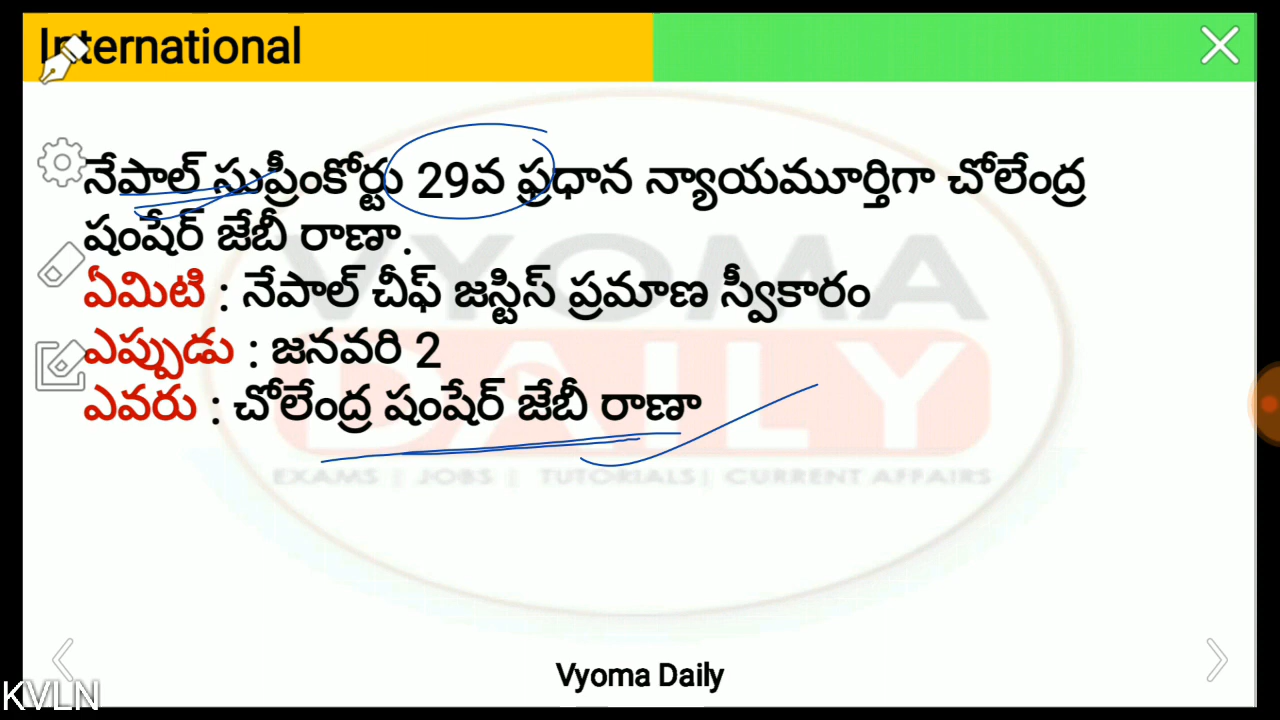 International
నేపాల్ సుప్రీంకోర్టు 29వ ప్రధాన న్యాయమూర్తిగా చోలేంద్ర
షంషేర్ జేబీ రాణా.
ఏమిటి : నేపాల్ చీఫ్ జస్టిస్ ప్రమాణ స్వీకారం
ఎప్పుడు : జనవరి 2
ఎవరు : చోలేంద్ర షంషేర్ జేబీ రాణా
VYOMA
DAILY
EXAMS | JOBS | TUTORIALS | CURRENT AFFAIRS
Vyoma Daily
KVLN